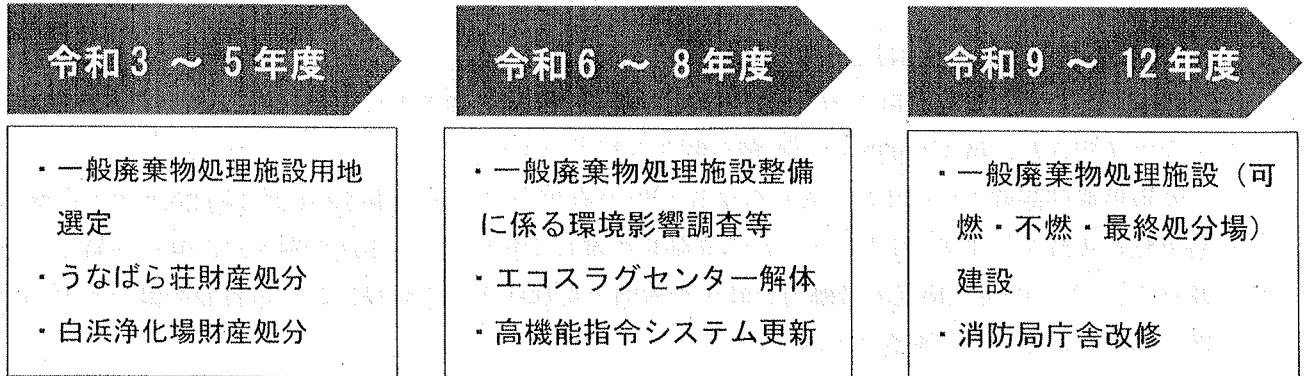 令和3 ～ 5年度
・一般廃棄物処理施設用地
選定
・うなばら荘財産処分
・白浜浄化場財産処分
令和6 ～ 8年度
・一般廃棄物処理施設整備
に係る環境影響調査等
・エコスラグセンター解体
・高機能指令システム更新
令和9 ～ 12年度
・一般廃棄物処理施設（可
燃・不燃・最終処分場）
建設
・消防局庁舎改修